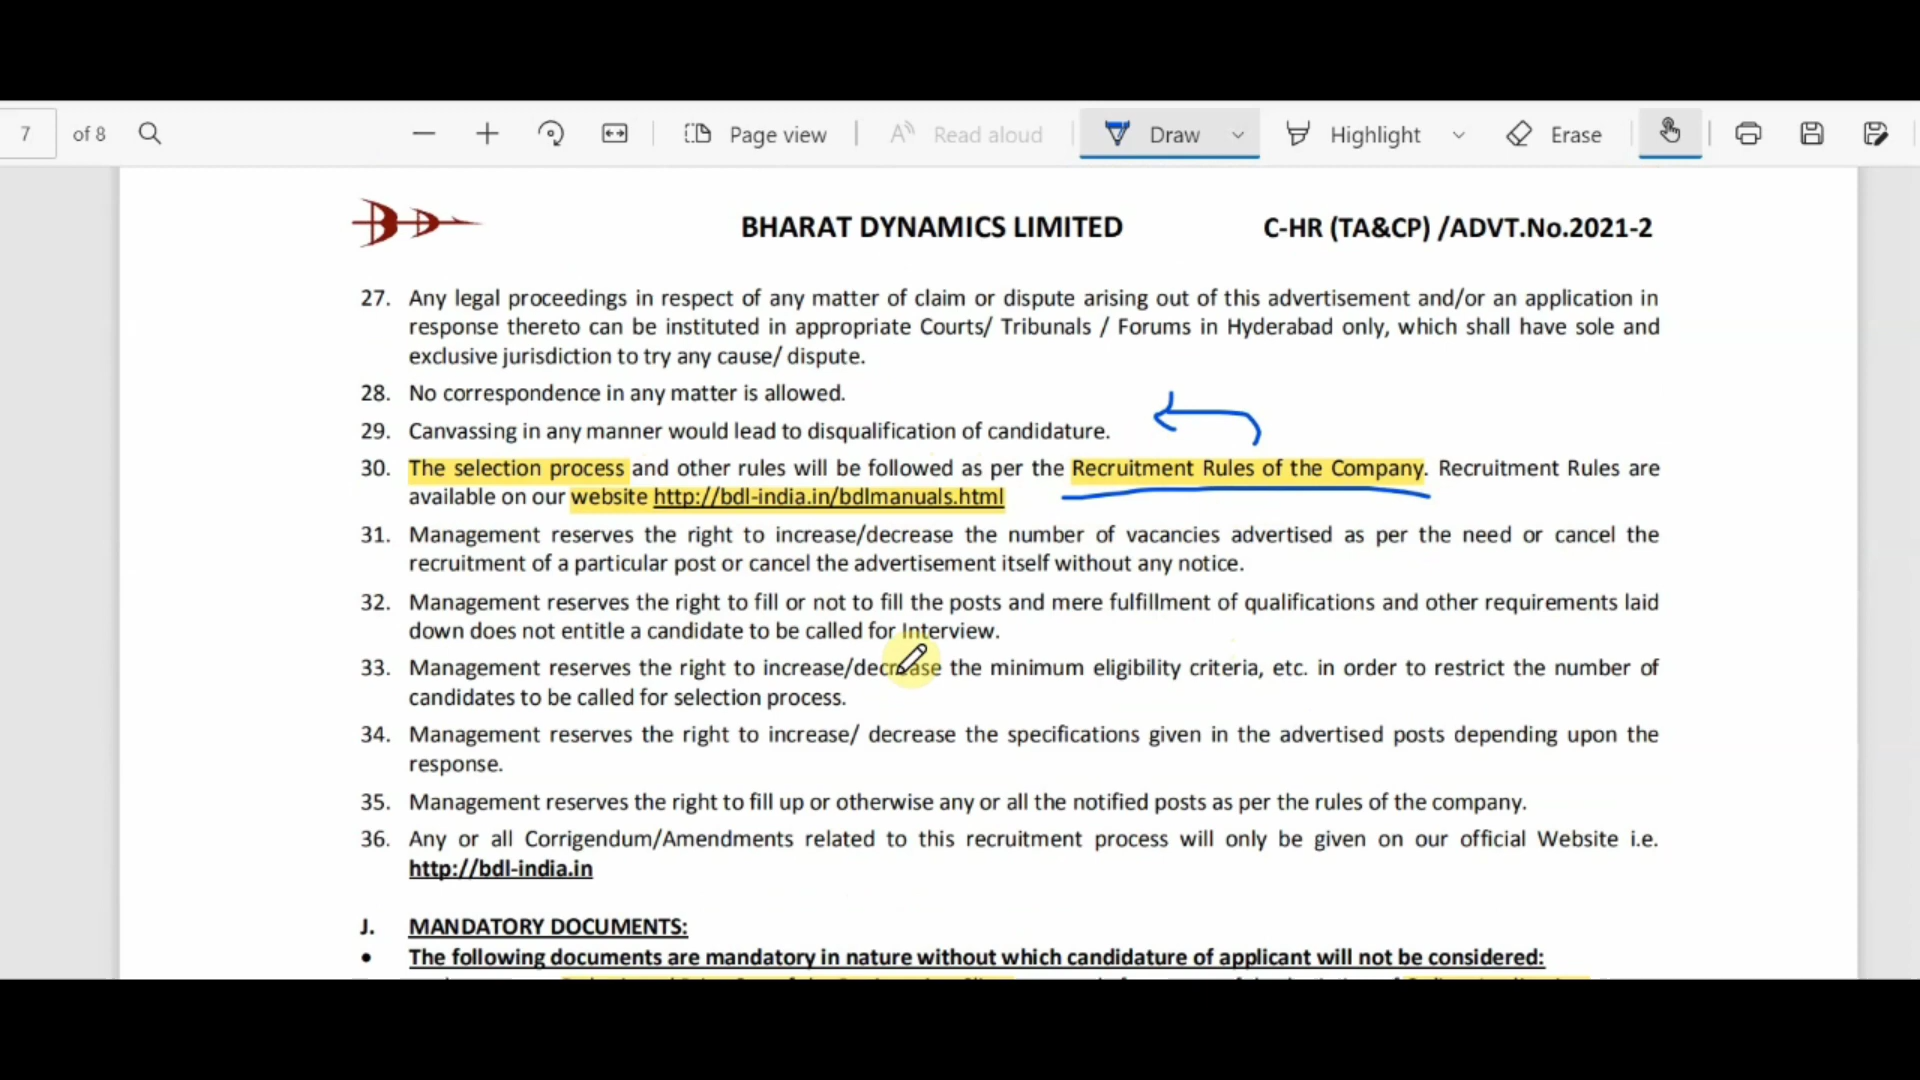 7 of 8 Page view Read aloud Draw Highlight Erase
BHARAT DYNAMICS LIMITED C-HR (TA&CP) /ADVT.No.2021-2
27. Any legal proceedings in respect of any matter of claim or dispute arising out of this advertisement and/or an application in
response thereto can be instituted in appropriate Courts/ Tribunals / Forums in Hyderabad only, which shall have sole and
exclusive jurisdiction to try any cause/ dispute.
28. No correspondence in any matter is allowed.
29. Canvassing in any manner would lead to disqualification of candidature.
30. The selection process and other rules will be followed as per the Recruitment Rules of the Company. Recruitment Rules are
available on our website http://bdl-india.in/bdlmanuals.html
31. Management reserves the right to increase/decrease the number of vacancies advertised as per the need or cancel the
recruitment of a particular post or cancel the advertisement itself without any notice.
32. Management reserves the right to fill or not to fill the posts and mere fulfillment of qualifications and other requirements laid
down does not entitle a candidate to be called for Interview.
33. Management reserves the right to increase/decrease the minimum eligibility criteria, etc. in order to restrict the number of
candidates to be called for selection process.
34. Management reserves the right to increase/ decrease the specifications given in the advertised posts depending upon the
response.
35. Management reserves the right to fill up or otherwise any or all the notified posts as per the rules of the company.
36. Any or all Corrigendum/Amendments related to this recruitment process will only be given on our official Website i.e.
http://bdl-india.in
J. MANDATORY DOCUMENTS:
• The following documents are mandatory in nature without which candidature of applicant will not be considered: